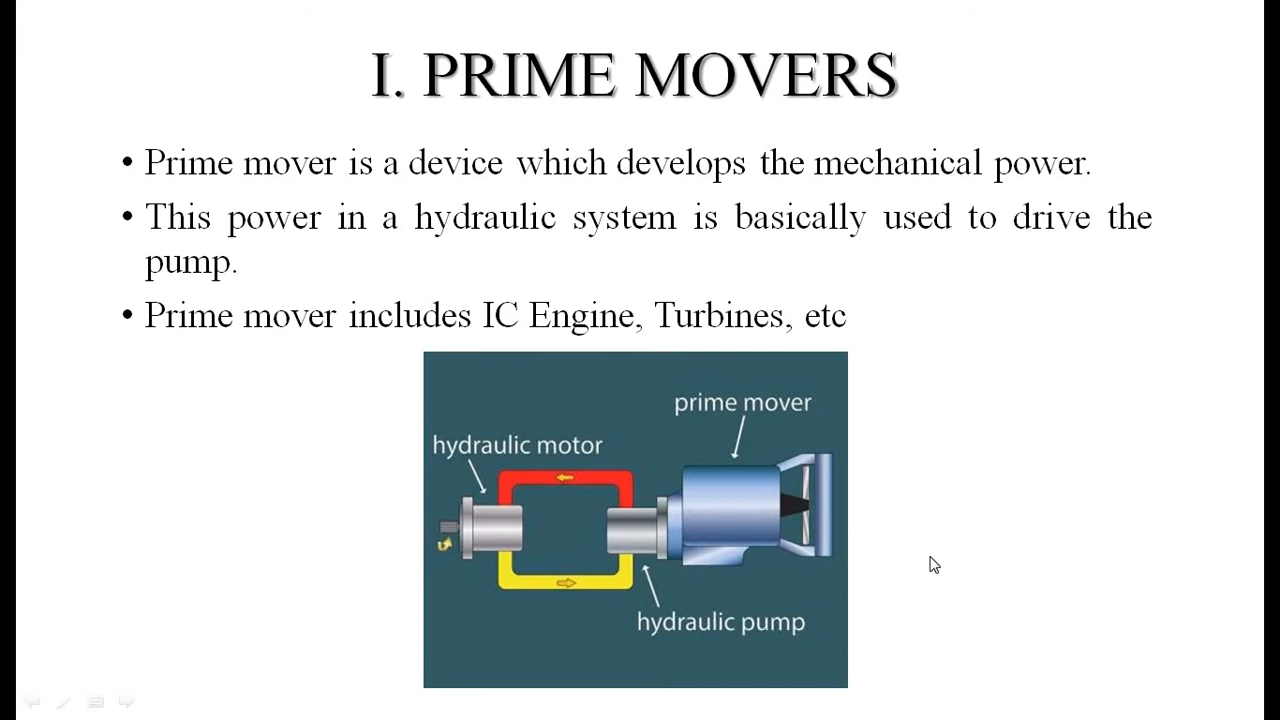 I. PRIME MOVERS
• Prime mover is a device which develops the mechanical power.
• This power in a hydraulic system is basically used to drive the
pump.
• Prime mover includes IC Engine, Turbines, etc
prime mover
hydraulic motor
hydraulic pump